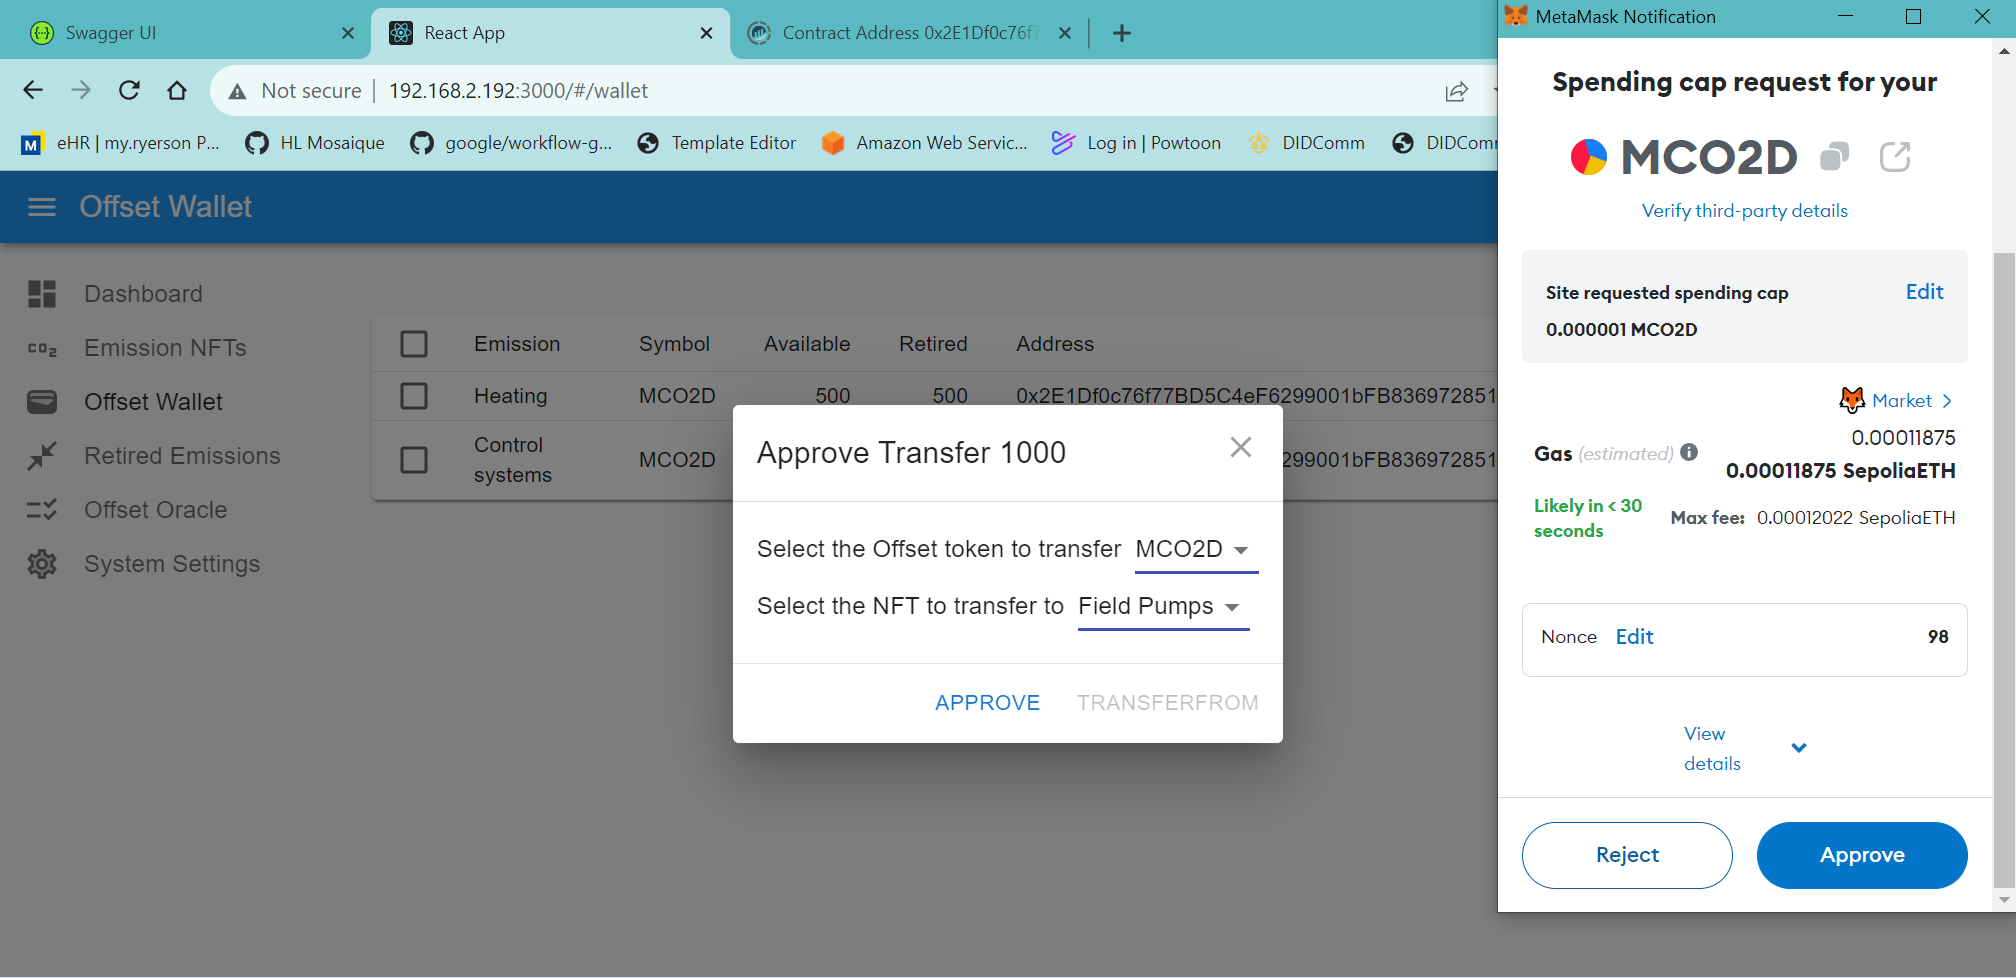 Swagger UI
React App
Contract Address 0x2E1Df0c76f7
MetaMask Notification
Not secure
192.168.2.192:3000/#/wallet
eHR | my.ryerson P...
HL Mosaique
google/workflow-g...
Template Editor
Amazon Web Servic...
Log in | Powtoon
DIDComm
DIDComm
Offset Wallet
Dashboard
Emission NFTs
Offset Wallet
Retired Emissions
Offset Oracle
System Settings
Emission Symbol Available Retired Address
Heating MCO2D 500 500 0x2E1Df0c76f77BD5C4eF6299001bFB836972851
Control
systems
MCO2D
299001bFB836972851
Approve Transfer 1000
Select the Offset token to transfer MCO2D
Select the NFT to transfer to Field Pumps
APPROVE TRANSFERFROM
Spending cap request for your
MCO2D
Verify third-party details
Site requested spending cap Edit
0.000001 MCO2D
Market
0.00011875
Gas (estimated) 0.00011875 SepoliaETH
Likely in < 30
seconds
Max fee: 0.00012022 SepoliaETH
Nonce Edit 98
View
details
Reject Approve